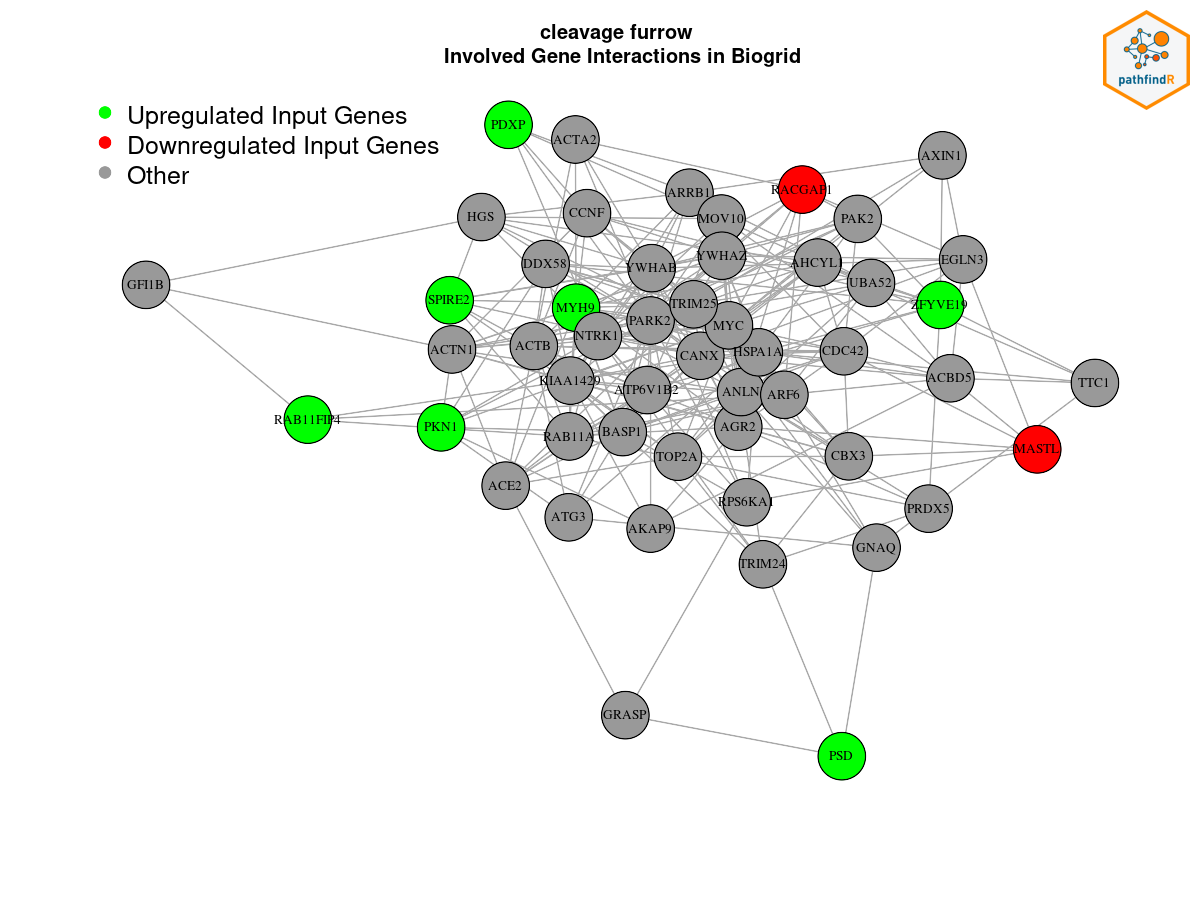 cleavage furrow
Involved Gene Interactions in Biogrid
pathfindR
Upregulated Input Genes
Downregulated Input Genes
Other
PDXP
ACTA2
AXIN1
RACGAP1
ARRB1
HGS
CCNF
MOV10
PAK2
YWHAZ
EGLN3
DDX58
YWHAB
AHCYL1
UBA52
GFI1B
SPIRE2
MYH9
TRIM25
ZFYVE19
PARK2
MYC
NTRK1
ACTN1
ACTB
CANX
HSPA1A
CDC42
KIAA1429
ATP6V1B2
ANLN
ARF6
ACBD5
TTC1
RAB11FIP4
PKN1
RAB11A
BASP1
AGR2
MASTL
TOP2A
CBX3
ACE2
RPS6KA1
PRDX5
ATG3
AKAP9
GNAQ
TRIM24
GRASP
PSD